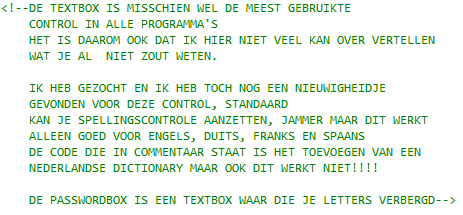 <!--DE TEXTBOX IS MISSCHIEN WEL DE MEEST GEBRUIKTE
CONTROL IN ALLE PROGRAMMA'S
HET IS DAAROM OOK DAT IK HIER NIET VEEL KAN OVER VERTELLEN
WAT JE AL NIET ZOUT WETEN.
IK HEB GEZOCHT EN IK HEB TOCH NOG EEN NIEUWIGHEIDJE
GEVONDEN VOOR DEZE CONTROL, STANDAARD
KAN JE SPELLINGSCONTROLE AANZETTEN, JAMMER MAAR DIT WERKT
ALLEEN GOED VOOR ENGELS, DUITS, FRANKS EN SPAANS
DE CODE DIE IN COMMENTAAR STAAT IS HET TOEVOEGEN VAN EEN
NEDERLANDSE DICTIONARY MAAR OOK DIT WERKT NIET!!!!
DE PASSWORDBOX IS EEN TEXTBOX WAAR DIE JE LETTERS VERBERGD-->